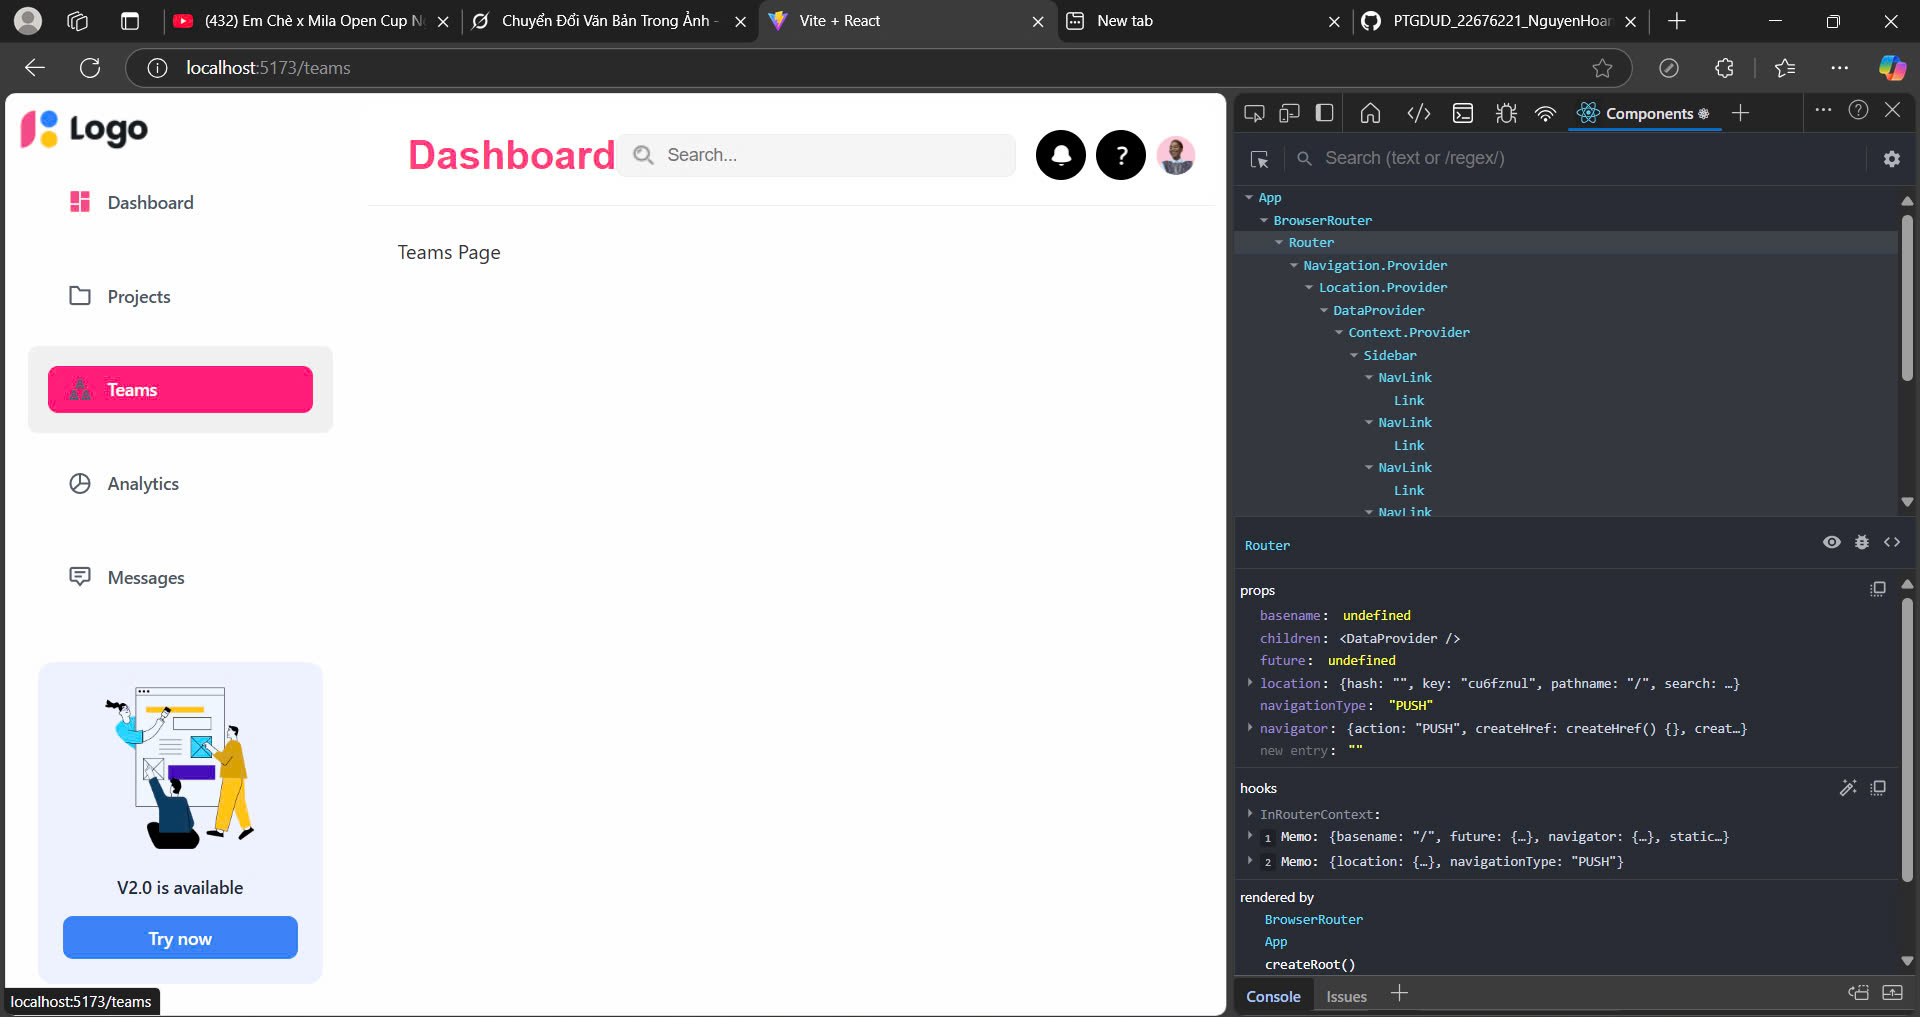 (432) Em Chè x Mila Open Cup N
Chuyển Đổi Văn Bản Trong Ảnh -
Vite + React
New tab
PTGDUD_22676221_NguyenHoan
localhost:5173/teams
Logo
Dashboard
Search...
?
Dashboard
Projects
Teams
Analytics
Messages
Teams Page
V2.0 is available
Try now
localhost:5173/teams
Components
Search (text or /regex/)
App
BrowserRouter
Router
Navigation.Provider
Location.Provider
DataProvider
Context.Provider
Sidebar
NavLink
Link
NavLink
Link
NavLink
Link
NavLink
Router
props
basename: undefined
children: <DataProvider />
future: undefined
location: {hash: "", key: "cu6fznul", pathname: "/", search: …}
navigationType: "PUSH"
navigator: {action: "PUSH", createHref: createHref() {}, creat…}
new entry: ""
hooks
InRouterContext:
1 Memo: {basename: "/", future: {…}, navigator: {…}, static…}
2 Memo: {location: {…}, navigationType: "PUSH"}
rendered by
BrowserRouter
App
createRoot()
Console
Issues